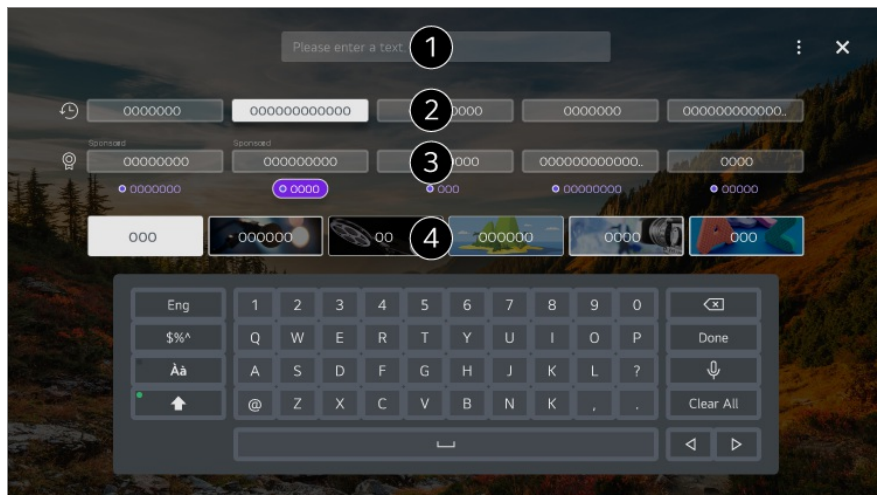 Please enter a text. 1
0000000 000000000000 2 0000 0000000 000000000000..
Sponsored Sponsored
00000000 000000000 3 000 000000000000.. 0000
0000000 0000 000 00000000 00000
000 000000 00 4 000000 0000 000
Eng 1 2 3 4 5 6 7 8 9 0
$%^ Q W E R T Y U I O P Done
Àà A S D F G H J K L ?
@ Z X C V B N K , . Clear All